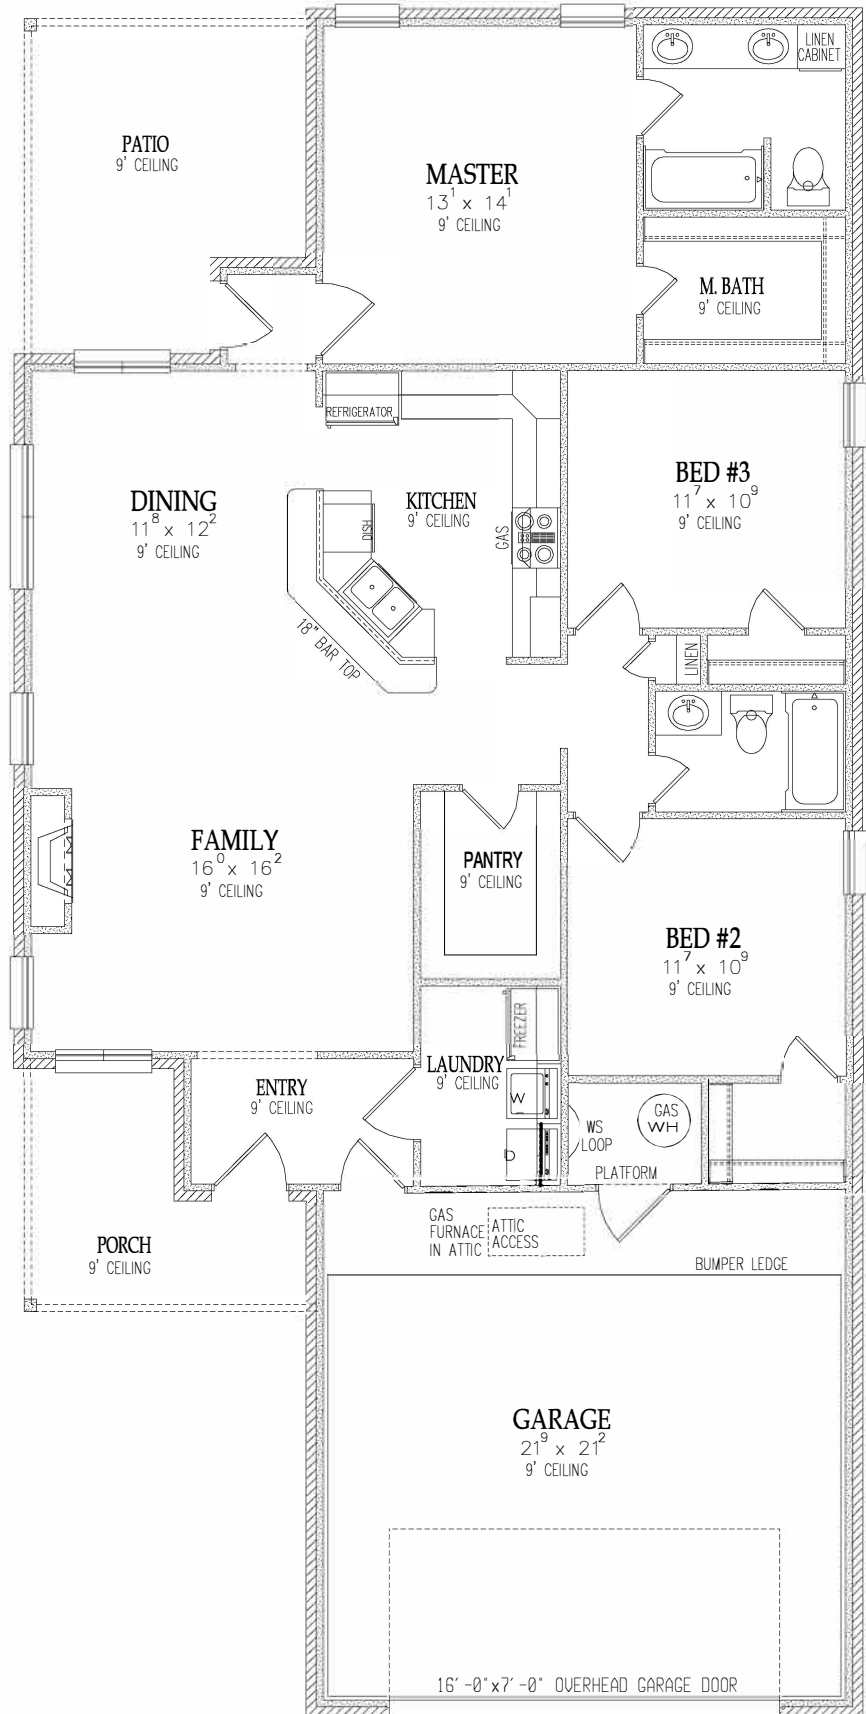 LINEN
CABINET
PATIO
9' CEILING
MASTER
13¹ x 14¹
9' CEILING
M. BATH
9' CEILING
REFRIGERATOR
DINING
11⁸ x 12²
9' CEILING
KITCHEN
9' CEILING
DISH
GAS
BED #3
11⁷ x 10⁹
9' CEILING
18" BAR TOP
LINEN
FAMILY
16⁰ x 16²
9' CEILING
PANTRY
9' CEILING
BED #2
11⁷ x 10⁹
9' CEILING
FREEZER
LAUNDRY
9' CEILING
ENTRY
9' CEILING
W
D
WS
LOOP
GAS
WH
PLATFORM
PORCH
9' CEILING
GAS
FURNACE
IN ATTIC
ATTIC
ACCESS
BUMPER LEDGE
GARAGE
21⁹ x 21²
9' CEILING
16'-0"x7'-0" OVERHEAD GARAGE DOOR